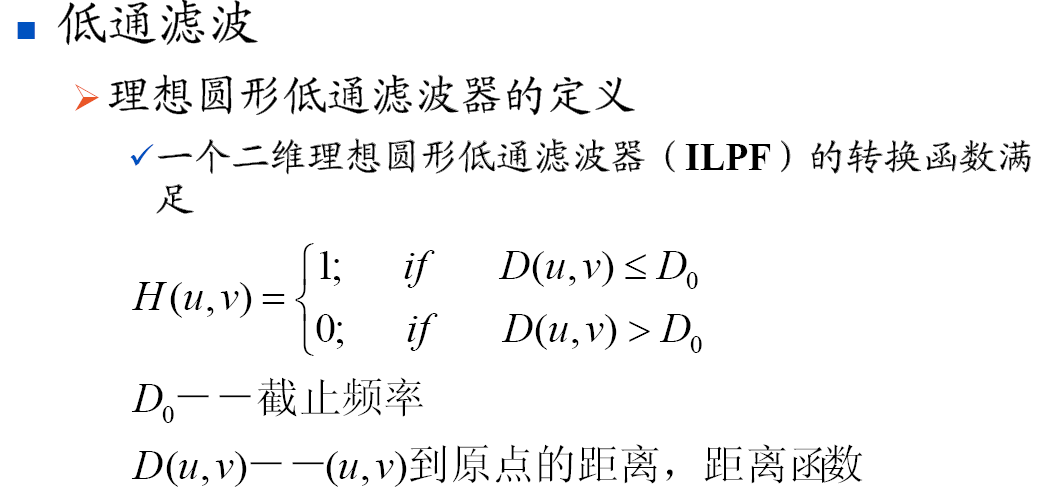 低通滤波
理想圆形低通滤波器的定义
一个二维理想圆形低通滤波器（ILPF）的转换函数满
足
H(u,v) = { 1; if D(u,v) ≤ D₀
0; if D(u,v) > D₀
D₀——截止频率
D(u,v)——(u,v)到原点的距离，距离函数